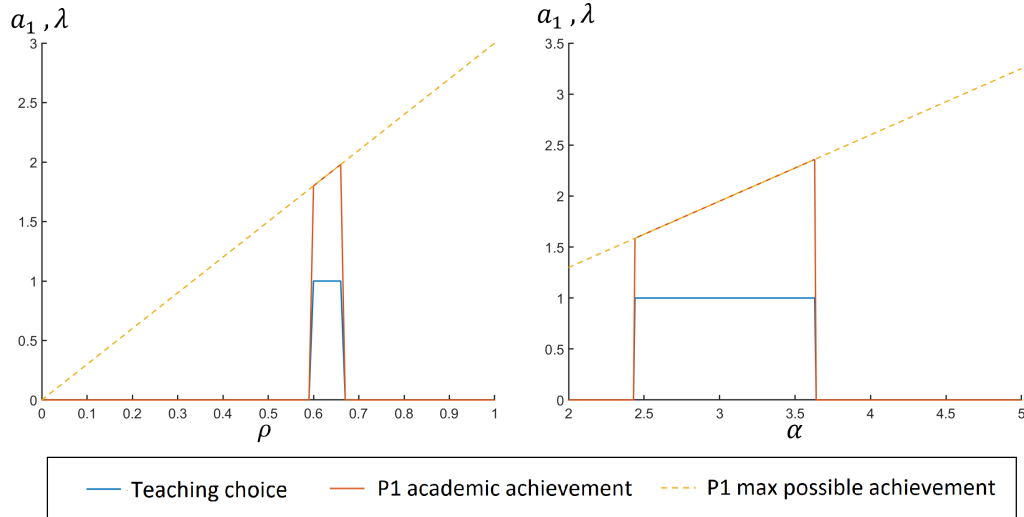 a₁ , λ
3
2.5
2
1.5
1
0.5
0
0 0.1 0.2 0.3 0.4 0.5 0.6 0.7 0.8 0.9 1
ρ
a₁ , λ
3.5
3
2.5
2
1.5
1
0.5
0
2 2.5 3 3.5 4 4.5 5
α
Teaching choice P1 academic achievement P1 max possible achievement